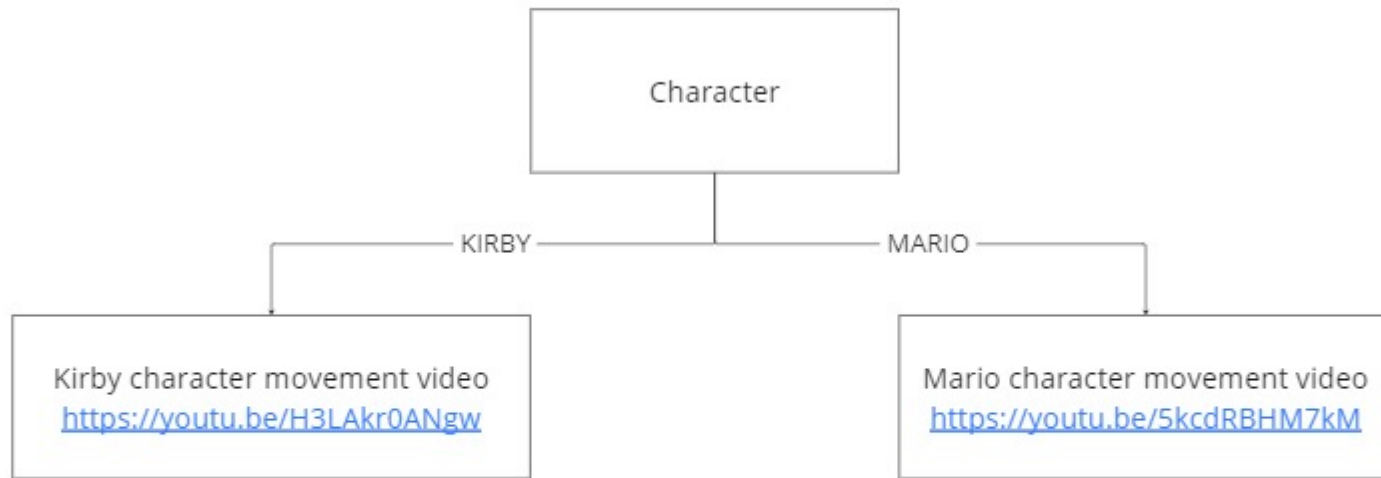 Character
KIRBY
MARIO
Kirby character movement video
https://youtu.be/H3LAkr0ANgw
Mario character movement video
https://youtu.be/5kcdRBHM7kM